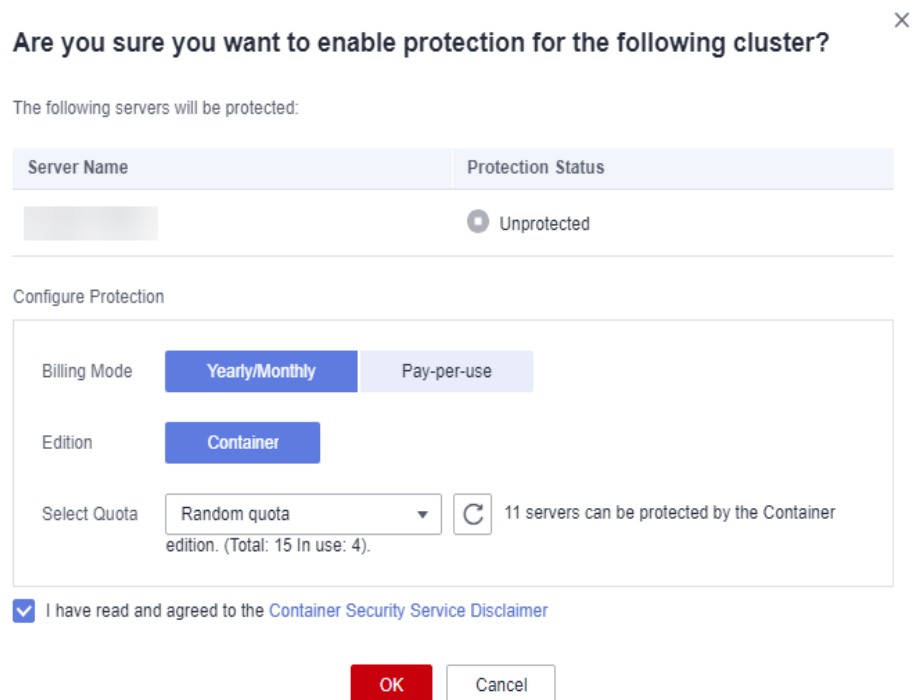 Are you sure you want to enable protection for the following cluster?
The following servers will be protected:
Server Name Protection Status
Unprotected
Configure Protection
Billing Mode Yearly/Monthly Pay-per-use
Edition Container
Select Quota Random quota 11 servers can be protected by the Container
edition. (Total: 15 In use: 4).
I have read and agreed to the Container Security Service Disclaimer
OK Cancel